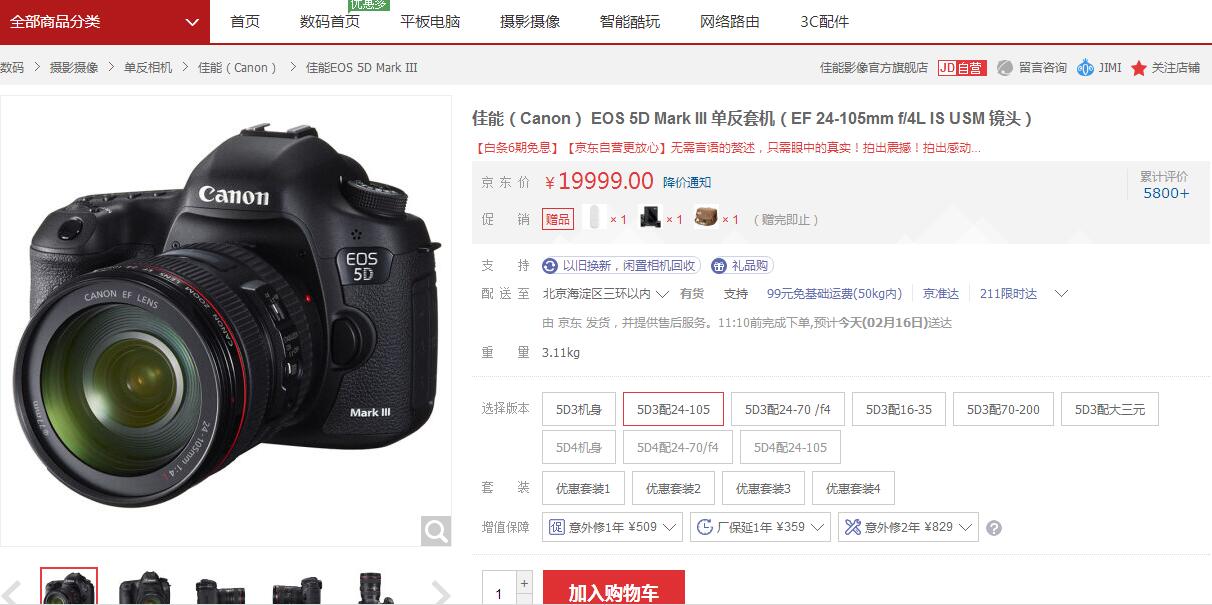 优惠多
全部商品分类 首页 数码首页 平板电脑 摄影摄像 智能酷玩 网络路由 3C配件
数码 > 摄影摄像 > 单反相机 > 佳能（Canon） > 佳能EOS 5D Mark III 佳能影像官方旗舰店 JD自营 留言咨询 JIMI 关注店铺
佳能（Canon） EOS 5D Mark III 单反套机（EF 24-105mm f/4L IS USM 镜头）
【白条6期免息】【京东自营更放心】无需言语的赘述，只需眼中的真实！拍出震撼！拍出感动...
京东价 ￥19999.00 降价通知 累计评价
5800+
促销 赠品 ×1 ×1 ×1 （赠完即止）
支持 以旧换新，闲置相机回收 礼品购
配送至 北京海淀区三环以内 有货 支持 99元免基础运费(50kg内) 京准达 211限时达
由 京东 发货，并提供售后服务。11:10前完成下单,预计今天(02月16日)送达
重量 3.11kg
选择版本 5D3机身 5D3配24-105 5D3配24-70 /f4 5D3配16-35 5D3配70-200 5D3配大三元
5D4机身 5D4配24-70/f4 5D4配24-105
套装 优惠套装1 优惠套装2 优惠套装3 优惠套装4
增值保障 促 意外修1年 ¥509 厂保延1年 ¥359 意外修2年 ¥829 ?
1 + 加入购物车
Canon
EOS
5D
CANON EF LENS
CANON ZOOM LENS EF
24-105mm 1:4 L
ø77mm
Mark III